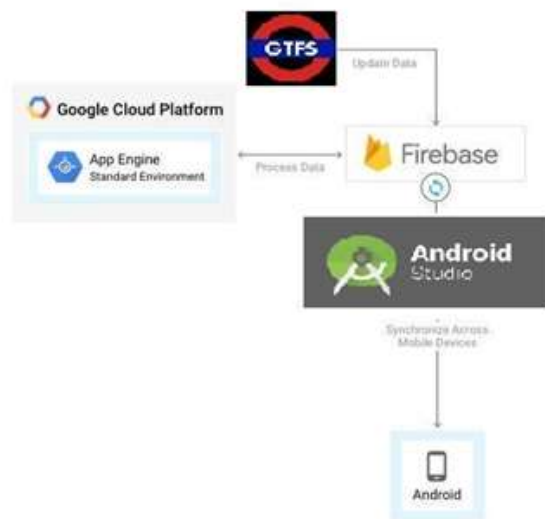 GTFS
Updain Data
Google Cloud Platform
App Engine
Standard Environment
Process Data
Firebase
Android
Studio
Synchronize Across
Mobile Devices
Android